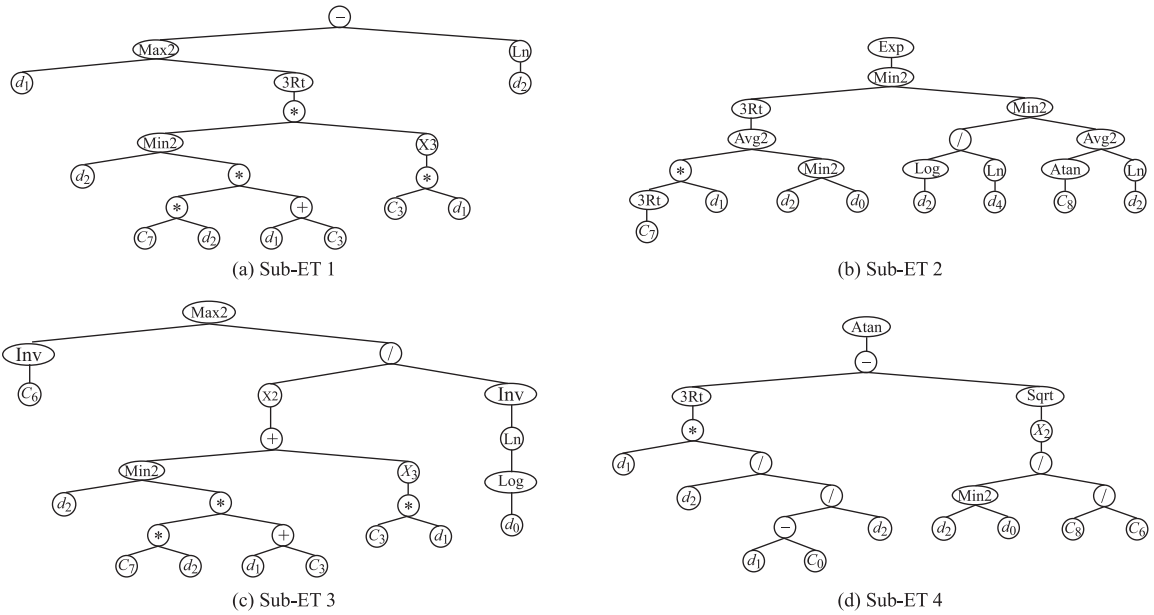 −
Max2 Ln
d1 3Rt d2
*
Min2 X3
d2 * *
* + C3 d1
C7 d2 d1 C3
(a) Sub-ET 1
Exp
Min2
3Rt Min2
Avg2 / Avg2
* Min2 Log Ln Atan Ln
3Rt d1 d2 d0 d2 d4 C8 d2
C7
(b) Sub-ET 2
Max2
Inv /
C6 X2 Inv
+ Ln
Min2 X3 Log
d2 * * d0
* + C3 d1
C7 d2 d1 C3
(c) Sub-ET 3
Atan
−
3Rt Sqrt
* X2
d1 / /
d2 / Min2 /
− d2 d2 d0 C8 C6
d1 C0
(d) Sub-ET 4